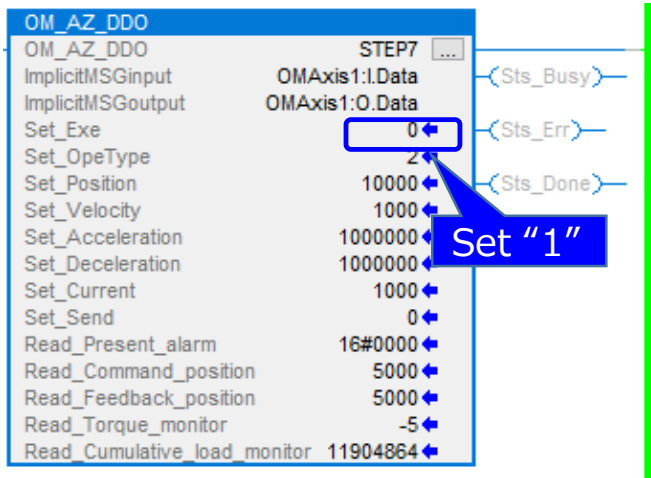 OM_AZ_DDO
OM_AZ_DDO STEP7 ...
ImplicitMSGinput OMAxis1:I.Data Sts_Busy
ImplicitMSGoutput OMAxis1:O.Data
Set_Exe 0 Sts_Err
Set_OpeType 2
Set_Position 10000 Sts_Done
Set_Velocity 1000
Set_Acceleration 1000000
Set “1”
Set_Deceleration 1000000
Set_Current 1000
Set_Send 0
Read_Present_alarm 16#0000
Read_Command_position 5000
Read_Feedback_position 5000
Read_Torque_monitor -5
Read_Cumulative_load_monitor 11904864